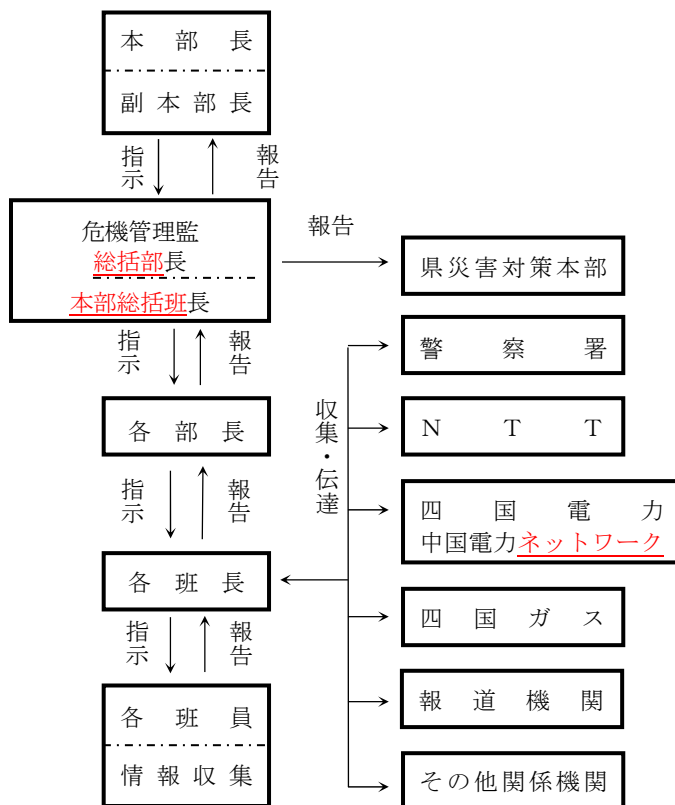 本部長
副本部長
指示
報告
危機管理監
総括部長
本部総括班長
報告
県災害対策本部
指示
報告
警察署
各部長
収集・伝達
NTT
指示
報告
四国電力
中国電力ネットワーク
各班長
四国ガス
指示
報告
各班員
情報収集
報道機関
その他関係機関